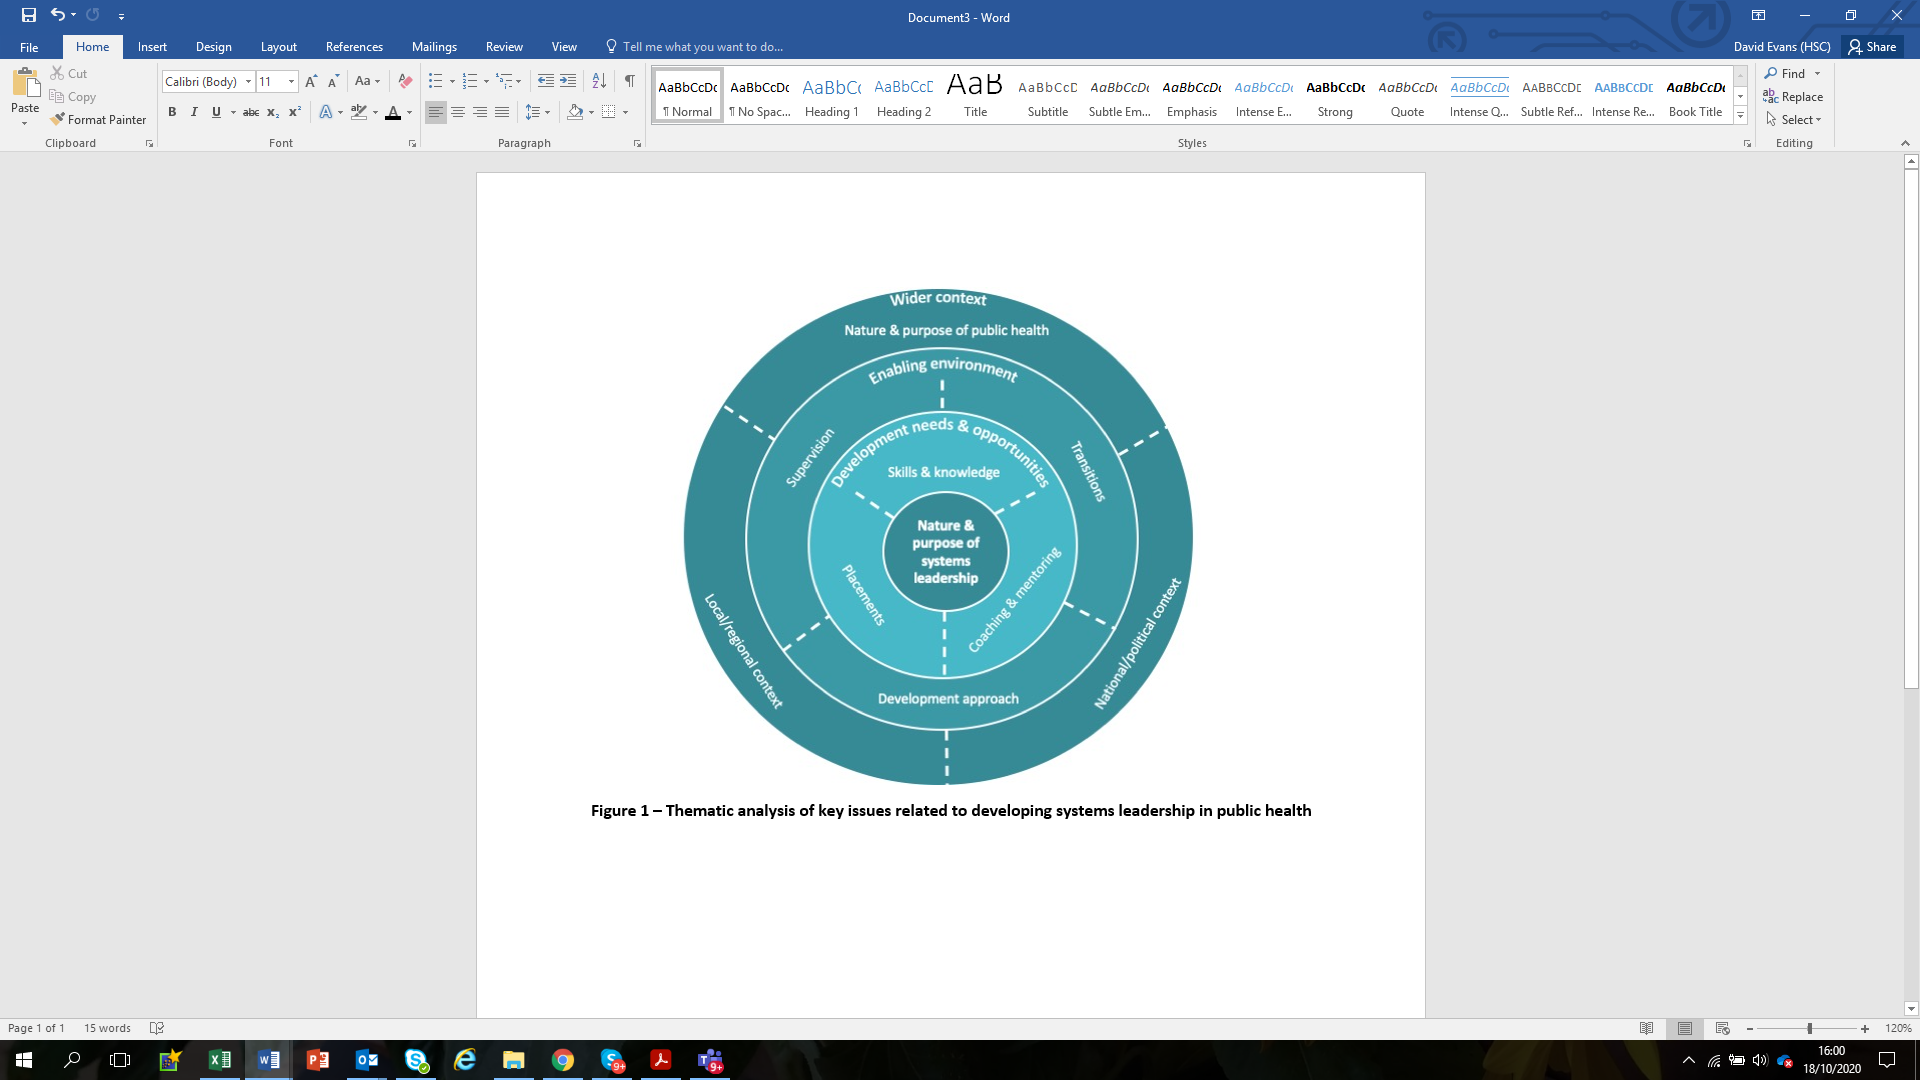 Document3 - Word
File Home Insert Design Layout References Mailings Review View Tell me what you want to do...
David Evans (HSC) Share
Paste
Cut
Copy
Format Painter
Clipboard
Calibri (Body) 11
Font
Paragraph
AaBbCcDc AaBbCcDc AaBbCc AaBbCcD AaB AaBbCcD AaBbCcDc AaBbCcDc AaBbCcDc AaBbCcDc AaBbCcDc AaBbCcDc AABBCCDE AABBCCDE AaBbCcDc
¶ Normal ¶ No Spac... Heading 1 Heading 2 Title Subtitle Subtle Em... Emphasis Intense E... Strong Quote Intense Q... Subtle Ref... Intense Re... Book Title
Styles
Find
Replace
Select
Editing
Wider context
Nature & purpose of public health
Enabling environment
Supervision
Transitions
Development needs & opportunities
Skills & knowledge
Nature &
purpose of
systems
leadership
Placements
Coaching & mentoring
Local/regional context
National/political context
Development approach
Figure 1 – Thematic analysis of key issues related to developing systems leadership in public health
Page 1 of 1 15 words
120%
16:00
18/10/2020